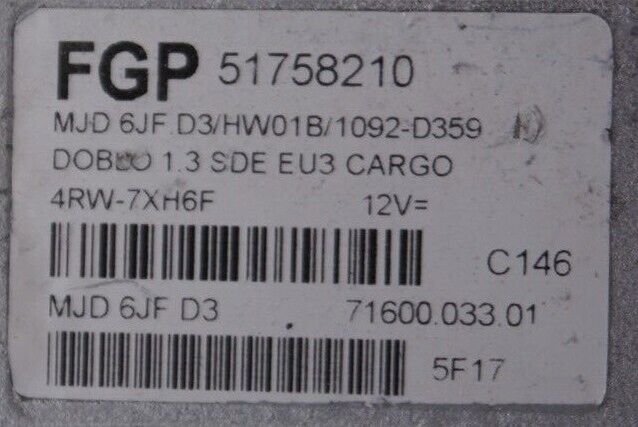 FGP 51758210
MJD 6JF D3/HW01B/1092-D359
DOBLO 1.3 SDE EU3 CARGO
4RW-7XH6F 12V=
C146
MJD 6JF D3 71600.033.01
5F17